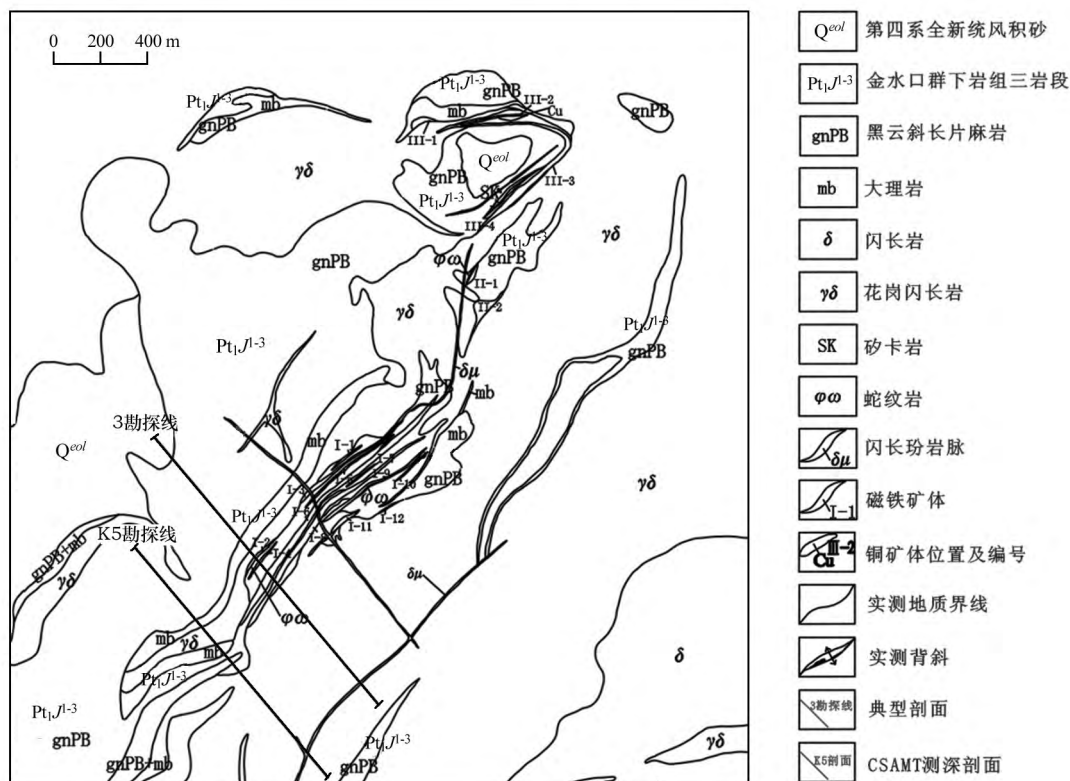 0 200 400 m
Pt₁J¹⁻³
gnPB
mb
Pt₁J¹⁻³
gnPB
mb
III-2
Cu
III-1
gnPB
Q^eol
SK
III-3
Pt₁J¹⁻³
III-4
γδ
gnPB
Pt₁J¹⁻³
gnPB
γδ
gnPB
φω
II-1
II-2
γδ
Pt₁J¹⁻³
Pt₁J¹⁻³
gnPB
δμ
gnPB
mb
3勘探线
γδ
mb
I-1
mb
Q^eol
I-9
I-10
gnPB
γδ
I-3
φω
Pt₁J¹⁻³
I-12
I-11
K5勘探线
I-2
I-4
gnPB+mb
γδ
δμ
φω
mb
γδ
mb
δ
Pt₁J¹⁻³
Pt₁J¹⁻³
gnPB
gnPB+mb
Pt₁J¹⁻³
gnPB
γδ
Q^eol 第四系全新统风积砂
Pt₁J¹⁻³ 金水口群下岩组三岩段
gnPB 黑云斜长片麻岩
mb 大理岩
δ 闪长岩
γδ 花岗闪长岩
SK 矽卡岩
φω 蛇纹岩
δμ 闪长玢岩脉
I-1 磁铁矿体
III-2 Cu 铜矿体位置及编号
实测地质界线
实测背斜
3勘探线 典型剖面
K5剖面 CSAMT测深剖面